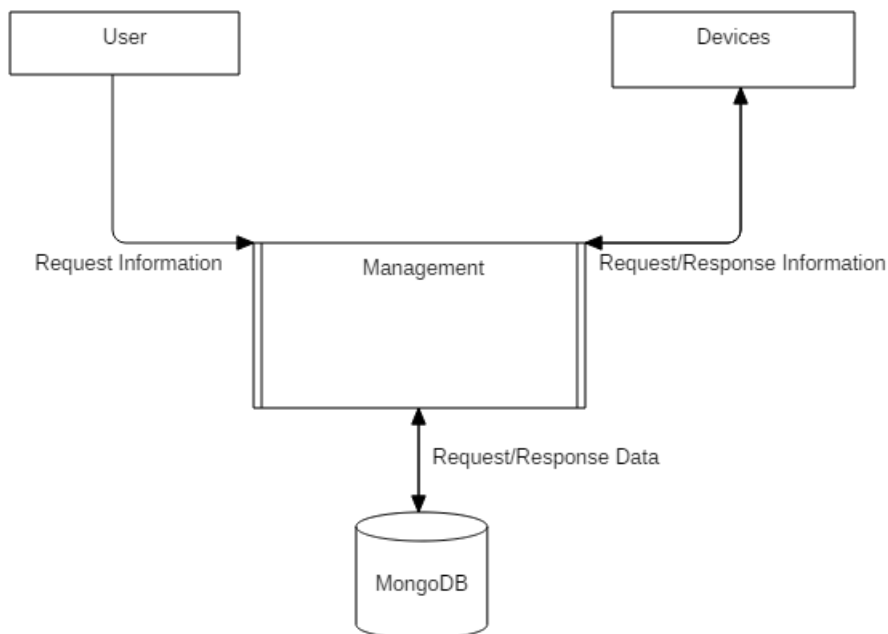 User
Devices
Request Information
Management
Request/Response Information
Request/Response Data
MongoDB